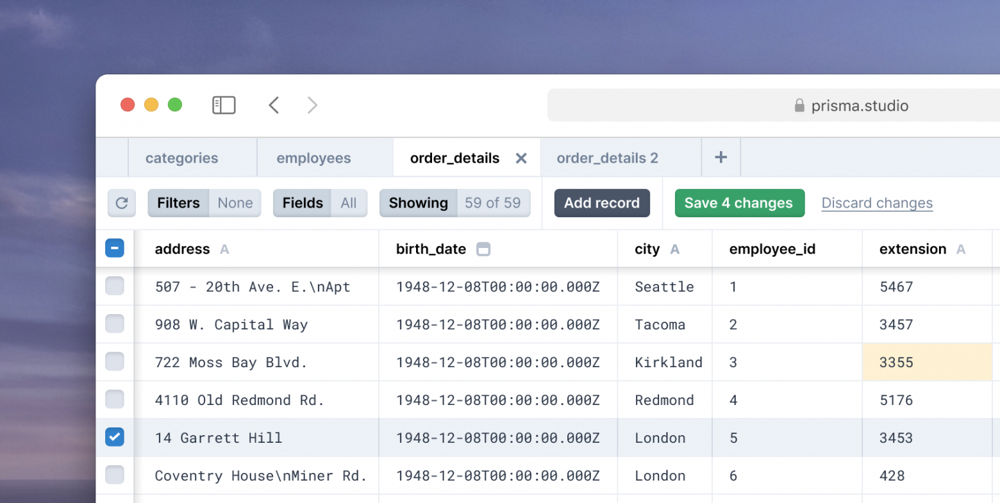 prisma.studio
categories employees order_details order_details 2
Filters None Fields All Showing 59 of 59 Add record Save 4 changes Discard changes
address A birth_date city A employee_id extension A
507 - 20th Ave. E.\nApt 1948-12-08T00:00:00.000Z Seattle 1 5467
908 W. Capital Way 1948-12-08T00:00:00.000Z Tacoma 2 3457
722 Moss Bay Blvd. 1948-12-08T00:00:00.000Z Kirkland 3 3355
4110 Old Redmond Rd. 1948-12-08T00:00:00.000Z Redmond 4 5176
14 Garrett Hill 1948-12-08T00:00:00.000Z London 5 3453
Coventry House\nMiner Rd. 1948-12-08T00:00:00.000Z London 6 428